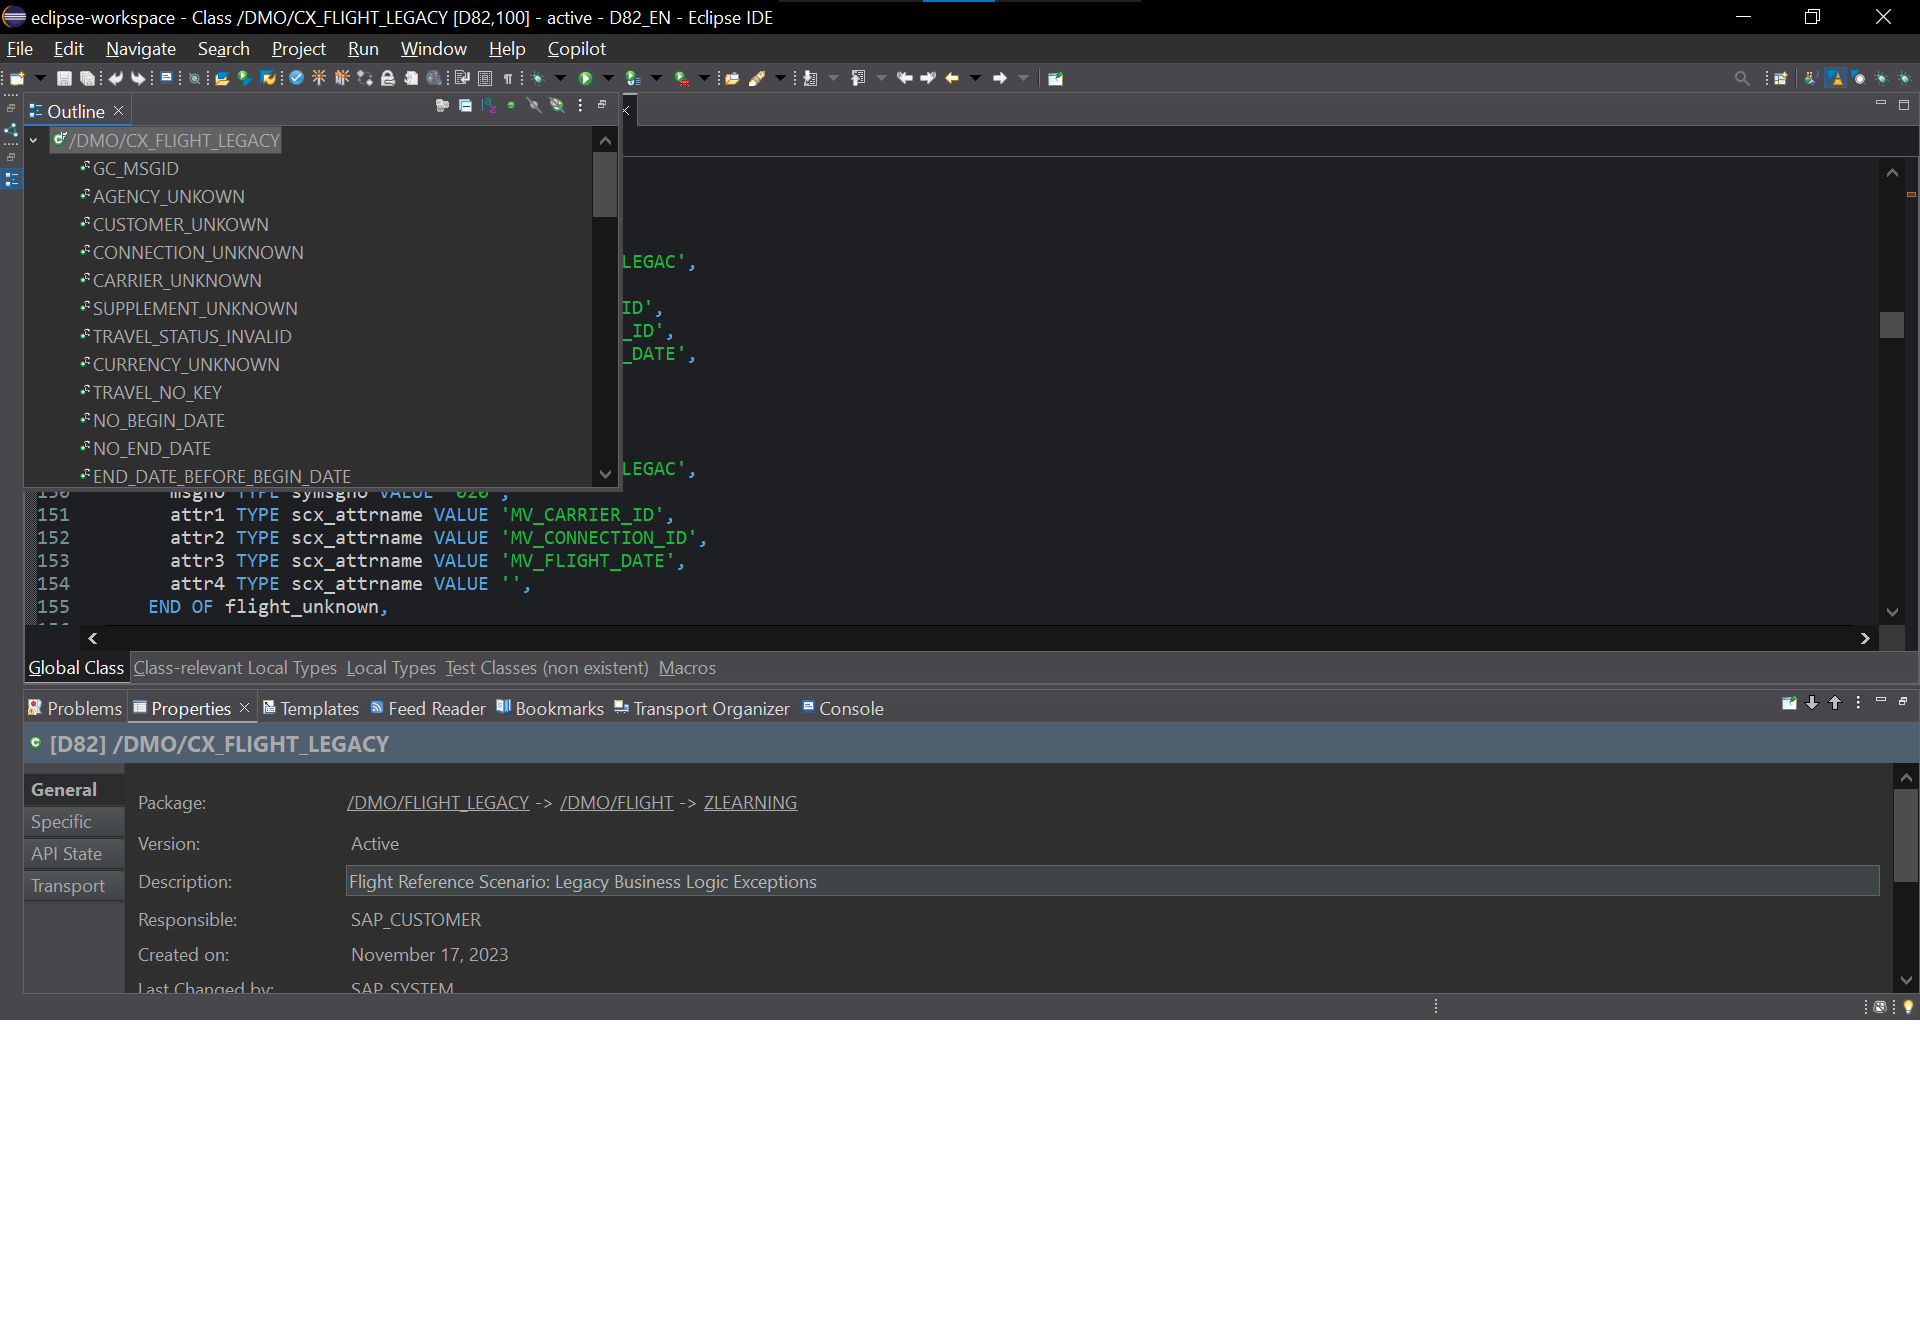 eclipse-workspace - Class /DMO/CX_FLIGHT_LEGACY [D82,100] - active - D82_EN - Eclipse IDE
File Edit Navigate Search Project Run Window Help Copilot
Outline
/DMO/CX_FLIGHT_LEGACY
GC_MSGID
AGENCY_UNKOWN
CUSTOMER_UNKOWN
CONNECTION_UNKNOWN
CARRIER_UNKNOWN
SUPPLEMENT_UNKNOWN
TRAVEL_STATUS_INVALID
CURRENCY_UNKNOWN
TRAVEL_NO_KEY
NO_BEGIN_DATE
NO_END_DATE
END_DATE_BEFORE_BEGIN_DATE
LEGAC',
ID',
_ID',
_DATE',
LEGAC',
150 msgno TYPE symsgno VALUE '020',
151 attr1 TYPE scx_attrname VALUE 'MV_CARRIER_ID',
152 attr2 TYPE scx_attrname VALUE 'MV_CONNECTION_ID',
153 attr3 TYPE scx_attrname VALUE 'MV_FLIGHT_DATE',
154 attr4 TYPE scx_attrname VALUE '',
155 END OF flight_unknown,
Global Class Class-relevant Local Types Local Types Test Classes (non existent) Macros
Problems Properties Templates Feed Reader Bookmarks Transport Organizer Console
[D82] /DMO/CX_FLIGHT_LEGACY
General
Specific
API State
Transport
Package: /DMO/FLIGHT_LEGACY -> /DMO/FLIGHT -> ZLEARNING
Version: Active
Description: Flight Reference Scenario: Legacy Business Logic Exceptions
Responsible: SAP_CUSTOMER
Created on: November 17, 2023
Last Changed by: SAP_SYSTEM